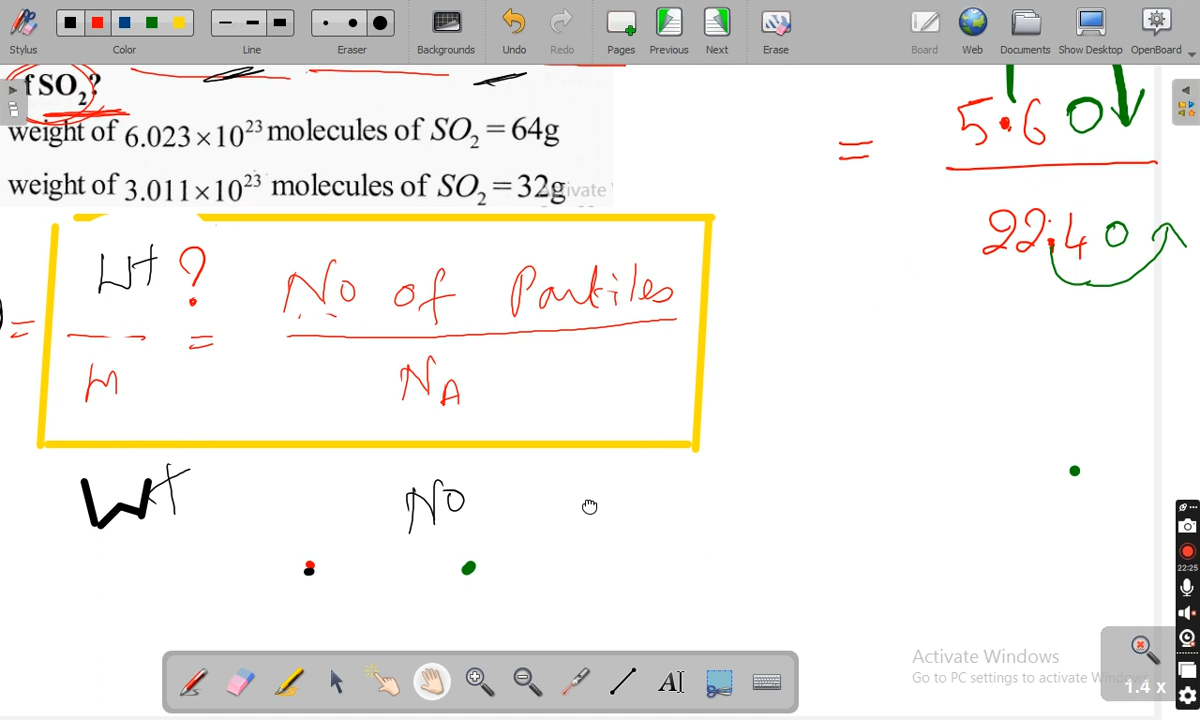 Stylus Color Line Eraser Backgrounds Undo Redo Pages Previous Next Erase Board Web Documents Show Desktop OpenBoard
f SO₂?
weight of 6.023×10²³ molecules of SO₂ = 64g
weight of 3.011×10²³ molecules of SO₂ = 32g
Wt ? = No of Partiles
M N_A
Wt No
= 5.60
22.40
22:25
Activate Windows
Go to PC settings to activate Windows.
1.4 x